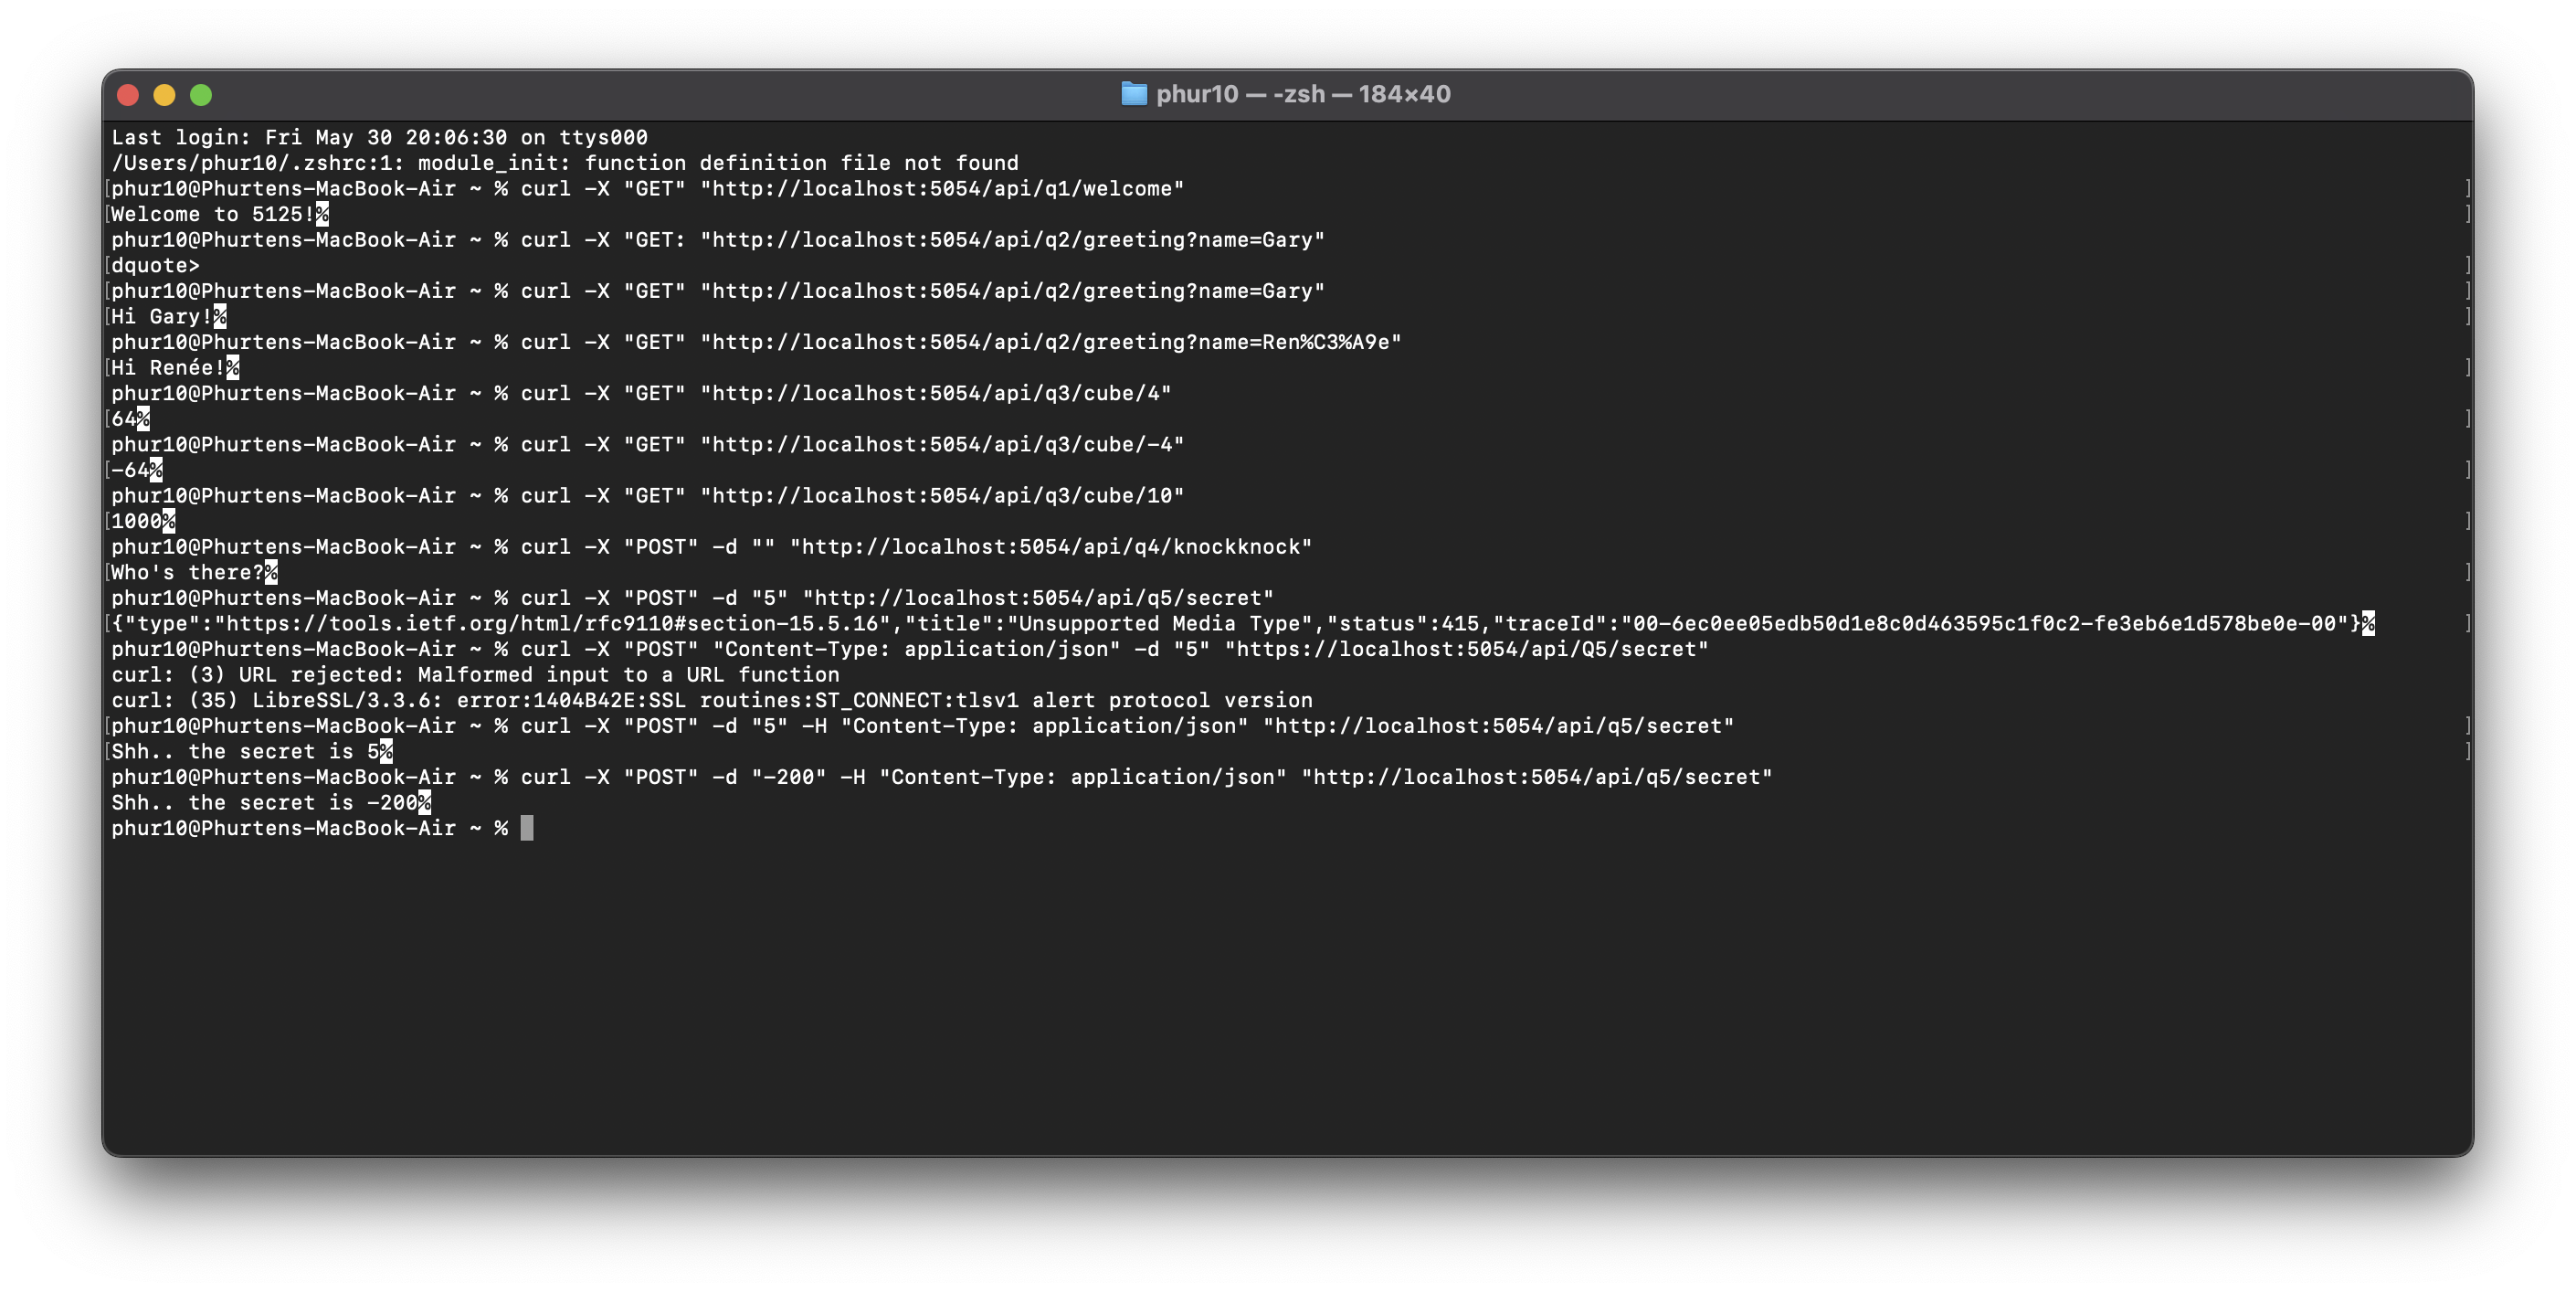 phur10 — -zsh — 184×40
Last login: Fri May 30 20:06:30 on ttys000
/Users/phur10/.zshrc:1: module_init: function definition file not found
[phur10@Phurtens-MacBook-Air ~ % curl -X "GET" "http://localhost:5054/api/q1/welcome" ]
[Welcome to 5125!% ]
phur10@Phurtens-MacBook-Air ~ % curl -X "GET: "http://localhost:5054/api/q2/greeting?name=Gary"
[dquote> ]
[phur10@Phurtens-MacBook-Air ~ % curl -X "GET" "http://localhost:5054/api/q2/greeting?name=Gary" ]
[Hi Gary!% ]
phur10@Phurtens-MacBook-Air ~ % curl -X "GET" "http://localhost:5054/api/q2/greeting?name=Ren%C3%A9e"
[Hi Renée!% ]
phur10@Phurtens-MacBook-Air ~ % curl -X "GET" "http://localhost:5054/api/q3/cube/4"
[64% ]
phur10@Phurtens-MacBook-Air ~ % curl -X "GET" "http://localhost:5054/api/q3/cube/-4"
[-64% ]
phur10@Phurtens-MacBook-Air ~ % curl -X "GET" "http://localhost:5054/api/q3/cube/10"
[1000% ]
phur10@Phurtens-MacBook-Air ~ % curl -X "POST" -d "" "http://localhost:5054/api/q4/knockknock"
[Who's there?% ]
phur10@Phurtens-MacBook-Air ~ % curl -X "POST" -d "5" "http://localhost:5054/api/q5/secret"
[{"type":"https://tools.ietf.org/html/rfc9110#section-15.5.16","title":"Unsupported Media Type","status":415,"traceId":"00-6ec0ee05edb50d1e8c0d463595c1f0c2-fe3eb6e1d578be0e-00"}% ]
phur10@Phurtens-MacBook-Air ~ % curl -X "POST" "Content-Type: application/json" -d "5" "https://localhost:5054/api/Q5/secret"
curl: (3) URL rejected: Malformed input to a URL function
curl: (35) LibreSSL/3.3.6: error:1404B42E:SSL routines:ST_CONNECT:tlsv1 alert protocol version
[phur10@Phurtens-MacBook-Air ~ % curl -X "POST" -d "5" -H "Content-Type: application/json" "http://localhost:5054/api/q5/secret" ]
[Shh.. the secret is 5% ]
phur10@Phurtens-MacBook-Air ~ % curl -X "POST" -d "-200" -H "Content-Type: application/json" "http://localhost:5054/api/q5/secret"
Shh.. the secret is -200%
phur10@Phurtens-MacBook-Air ~ %